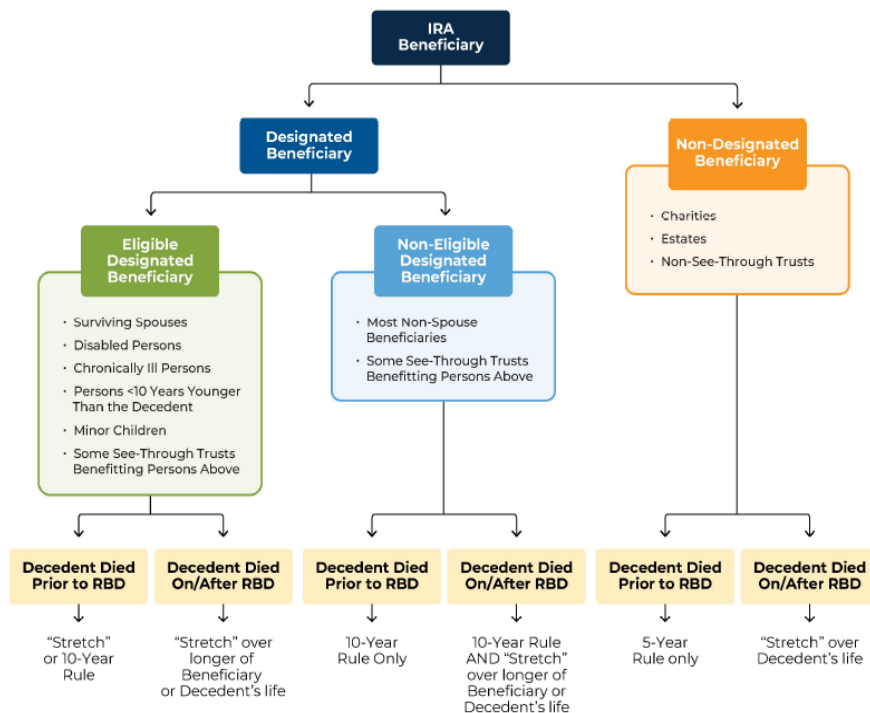 IRA
Beneficiary
Designated
Beneficiary
Non-Designated
Beneficiary
• Charities
• Estates
• Non-See-Through Trusts
Eligible
Designated
Beneficiary
• Surviving Spouses
• Disabled Persons
• Chronically Ill Persons
• Persons <10 Years Younger
Than the Decedent
• Minor Children
• Some See-Through Trusts
Benefitting Persons Above
Non-Eligible
Designated
Beneficiary
• Most Non-Spouse
Beneficiaries
• Some See-Through Trusts
Benefitting Persons Above
Decedent Died
Prior to RBD
Decedent Died
On/After RBD
Decedent Died
Prior to RBD
Decedent Died
On/After RBD
Decedent Died
Prior to RBD
Decedent Died
On/After RBD
“Stretch”
or 10-Year
Rule
“Stretch” over
longer of
Beneficiary
or Decedent’s life
10-Year
Rule Only
10-Year Rule
AND “Stretch”
over longer of
Beneficiary or
Decedent’s life
5-Year
Rule only
“Stretch” over
Decedent’s life